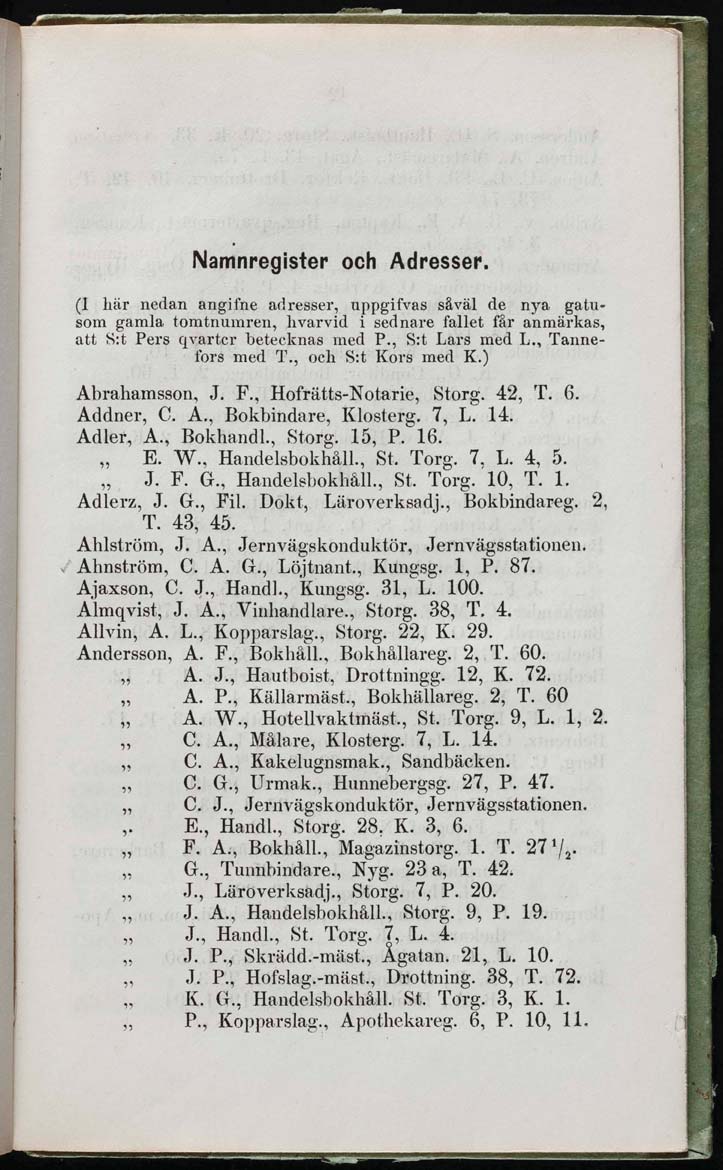 Namnregister och Adresser.
(I här nedan angifne adresser, uppgifvas såväl de nya gatu-
som gamla tomtnumren, hvarvid i sednare fallet får anmärkas,
att S:t Pers qvarter betecknas med P., S:t Lars med L., Tanne-
fors med T., och S:t Kors med K.)
Abrahamsson, J. F., Hofrätts-Notarie, Storg. 42, T. 6.
Addner, C. A., Bokbindare, Klosterg. 7, L. 14.
Adler, A., Bokhandl., Storg. 15, P. 16.
„ E. W., Handelsbokhåll., St. Torg. 7, L. 4, 5.
„ J. F. G., Handelsbokhåll., St. Torg. 10, T. 1.
Adlerz, J. G., Fil. Dokt, Läroverksadj., Bokbindareg. 2,
T. 43, 45.
Ahlström, J. A., Jernvägskonduktör, Jernvägsstationen.
Ahnström, C. A. G., Löjtnant., Kungsg. 1, P. 87.
Ajaxson, C. J., Handl., Kungsg. 31, L. 100.
Almqvist, J. A., Vinhandlare., Storg. 38, T. 4.
Allvin, A. L., Kopparslag., Storg. 22, K. 29.
Andersson, A. F., Bokhåll., Bokhållareg. 2, T. 60.
„ A. J., Hautboist, Drottningg. 12, K. 72.
„ A. P., Källarmäst., Bokhällareg. 2, T. 60
„ A. W., Hotellvaktmäst., St. Torg. 9, L. 1, 2.
„ C. A., Målare, Klosterg. 7, L. 14.
„ C. A., Kakelugnsmak., Sandbäcken.
„ C. G., Urmak., Hunnebergsg. 27, P. 47.
„ C. J., Jernvägskonduktör, Jernvägsstationen.
„ E., Handl., Storg. 28. K. 3, 6.
„ F. A., Bokhåll., Magazinstorg. 1. T. 27 1/2.
„ G., Tunnbindare., Nyg. 23 a, T. 42.
„ J., Läroverksadj., Storg. 7, P. 20.
„ J. A., Handelsbokhåll., Storg. 9, P. 19.
„ J., Handl., St. Torg. 7, L. 4.
„ J. P., Skrädd.-mäst., Ågatan. 21, L. 10.
„ J. P., Hofslag.-mäst., Drottning. 38, T. 72.
„ K. G., Handelsbokhåll. St. Torg. 3, K. 1.
„ P., Kopparslag., Apothekareg. 6, P. 10, 11.